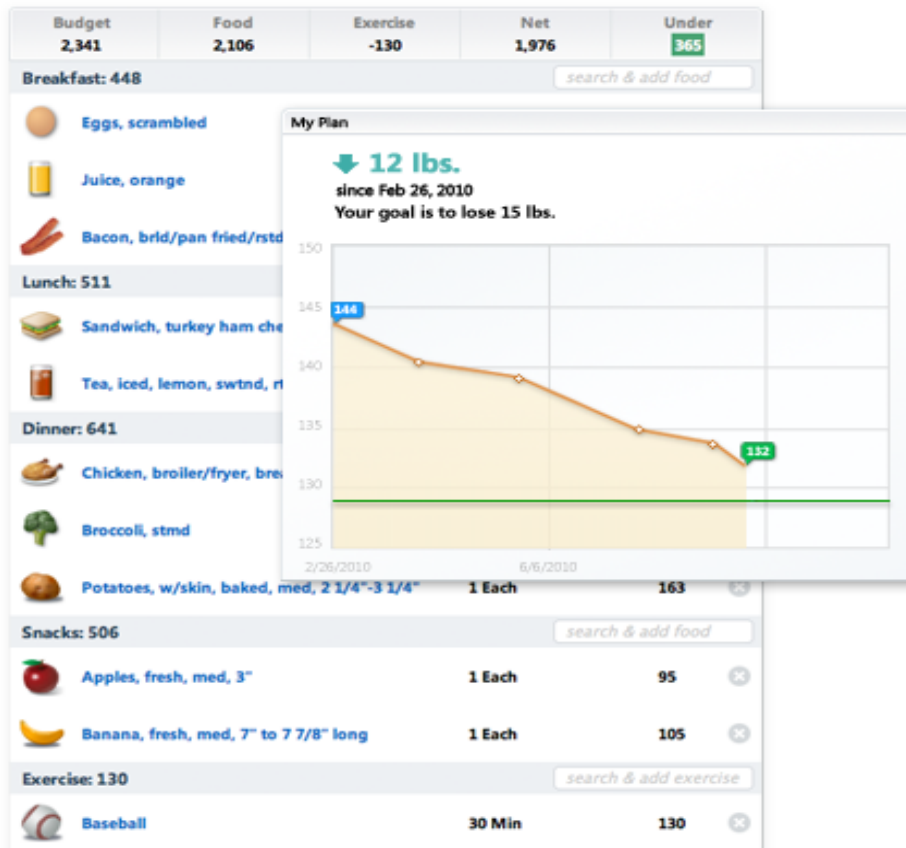 Budget Food Exercise Net Under
2,341 2,106 -130 1,976 365
Breakfast: 448 search & add food
Eggs, scrambled
Juice, orange
Bacon, brld/pan fried/rstd
Lunch: 511
Sandwich, turkey ham che
Tea, iced, lemon, swtnd, rt
Dinner: 641
Chicken, broiler/fryer, brea
Broccoli, stmd
Potatoes, w/skin, baked, med, 2 1/4"-3 1/4" 1 Each 163
Snacks: 506 search & add food
Apples, fresh, med, 3" 1 Each 95
Banana, fresh, med, 7" to 7 7/8" long 1 Each 105
Exercise: 130 search & add exercise
Baseball 30 Min 130
My Plan
12 lbs.
since Feb 26, 2010
Your goal is to lose 15 lbs.
150
145
144
140
135
132
130
125
2/26/2010 6/6/2010